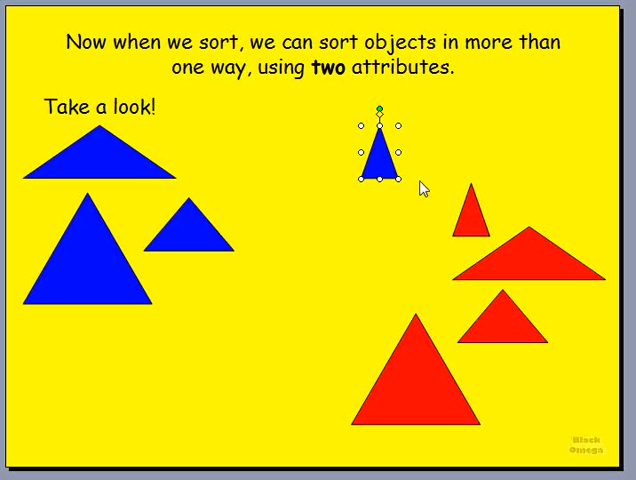 Now when we sort, we can sort objects in more than
one way, using two attributes.
Take a look!
Black
Omega